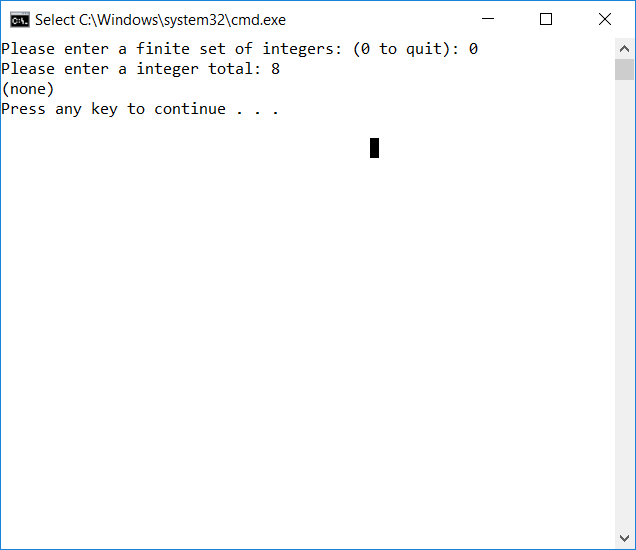 Select C:\Windows\system32\cmd.exe
Please enter a finite set of integers: (0 to quit): 0
Please enter a integer total: 8
(none)
Press any key to continue . . .